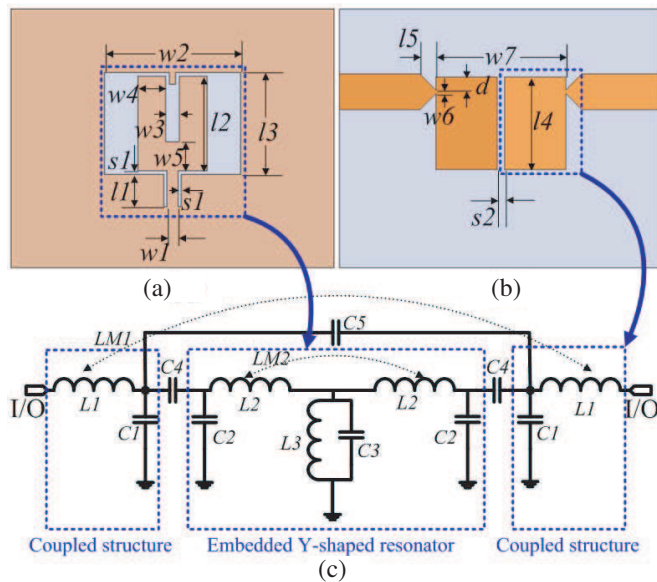 w2
w4
w3
l2
l3
w5
s1
l1
s1
w1
(a)
l5
w7
d
w6
l4
s2
(b)
LM1
C5
C4
LM2
C4
I/O
L1
L2
L2
L1
I/O
C1
C2
L3
C3
C2
C1
Coupled structure
Embedded Y-shaped resonator
Coupled structure
(c)